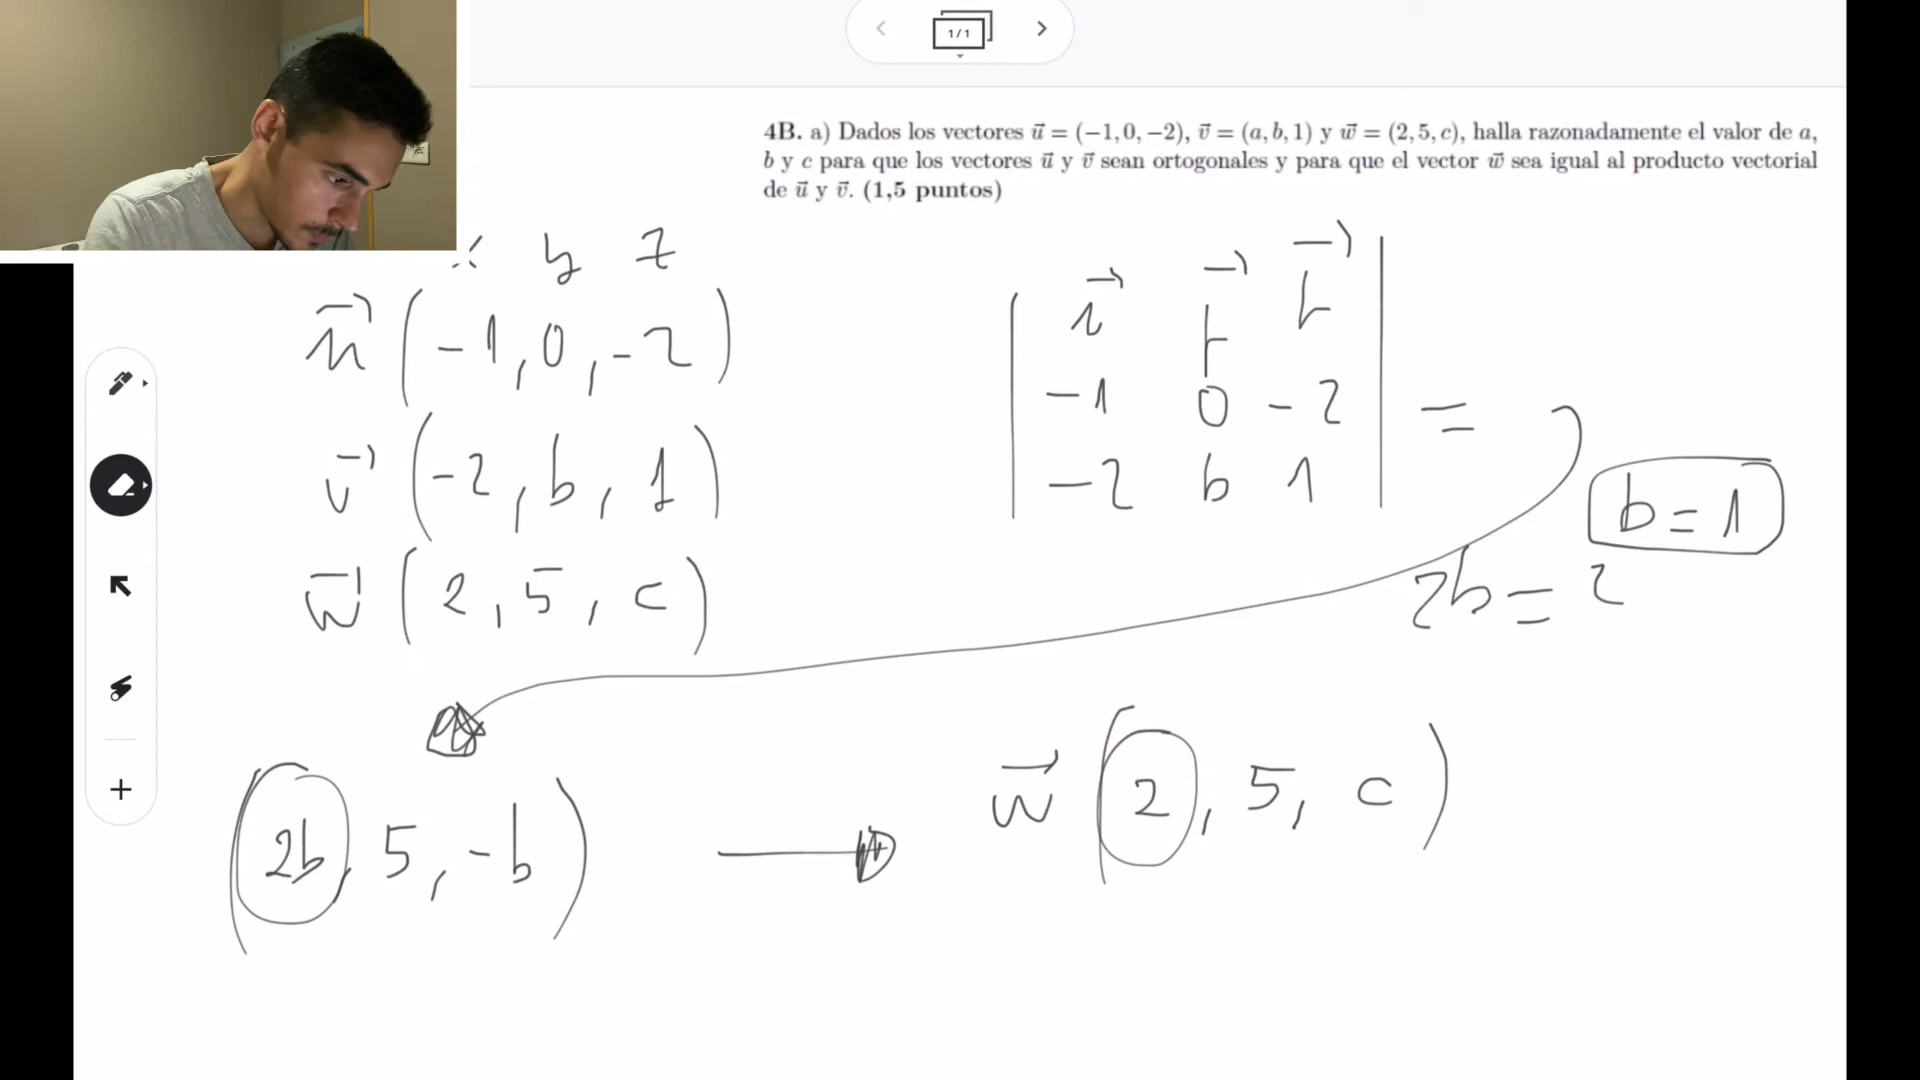 1/1
4B. a) Dados los vectores u⃗ = (−1, 0, −2), v⃗ = (a, b, 1) y w⃗ = (2, 5, c), halla razonadamente el valor de a,
b y c para que los vectores u⃗ y v⃗ sean ortogonales y para que el vector w⃗ sea igual al producto vectorial
de u⃗ y v⃗. (1,5 puntos)
x y z
u⃗ (-1, 0, -2)
v⃗ (-2, b, 1)
w⃗ (2, 5, c)
| i⃗ j⃗ k⃗ |
| -1 0 -2 | =
| -2 b 1 |
b = 1
2b = 2
(2b, 5, -b)
w⃗ (2, 5, c)